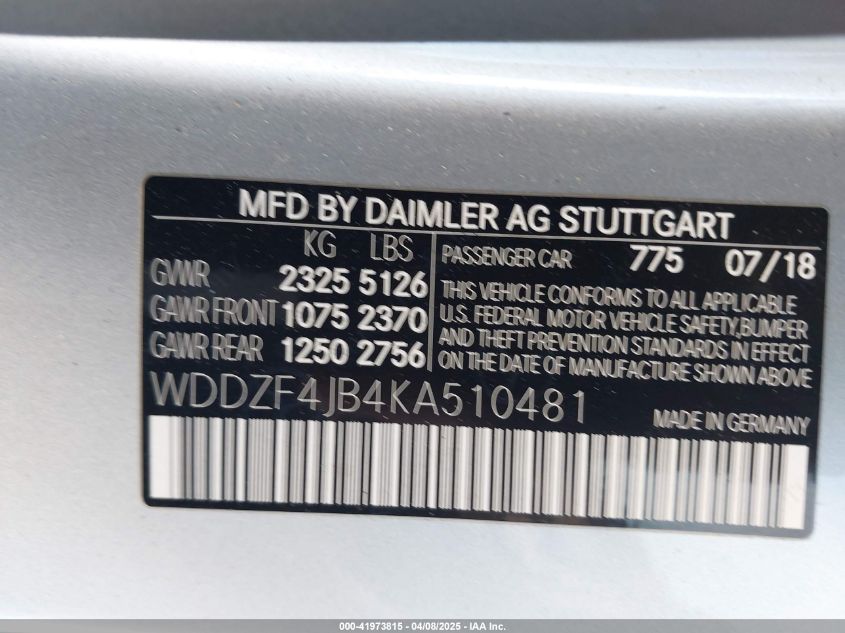 MFD BY DAIMLER AG STUTTGART
KG LBS
GVWR 2325 5126
GAWR FRONT 1075 2370
GAWR REAR 1250 2756
PASSENGER CAR 775 07/18
THIS VEHICLE CONFORMS TO ALL APPLICABLE
U.S. FEDERAL MOTOR VEHICLE SAFETY,BUMPER
AND THEFT PREVENTION STANDARDS IN EFFECT
ON THE DATE OF MANUFACTURE SHOWN ABOVE
WDDZF4JB4KA510481
MADE IN GERMANY
000-41973815 - 04/08/2025 - IAA Inc.